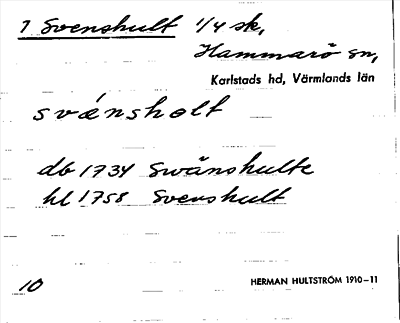 1 Svenshult 1/4 sk,
Hammarö sn,
Karlstads hd, Värmlands län
svénshølt
db 1734 Swänshulte
hl 1758 Svenshult
10 HERMAN HULTSTRÖM 1910–11